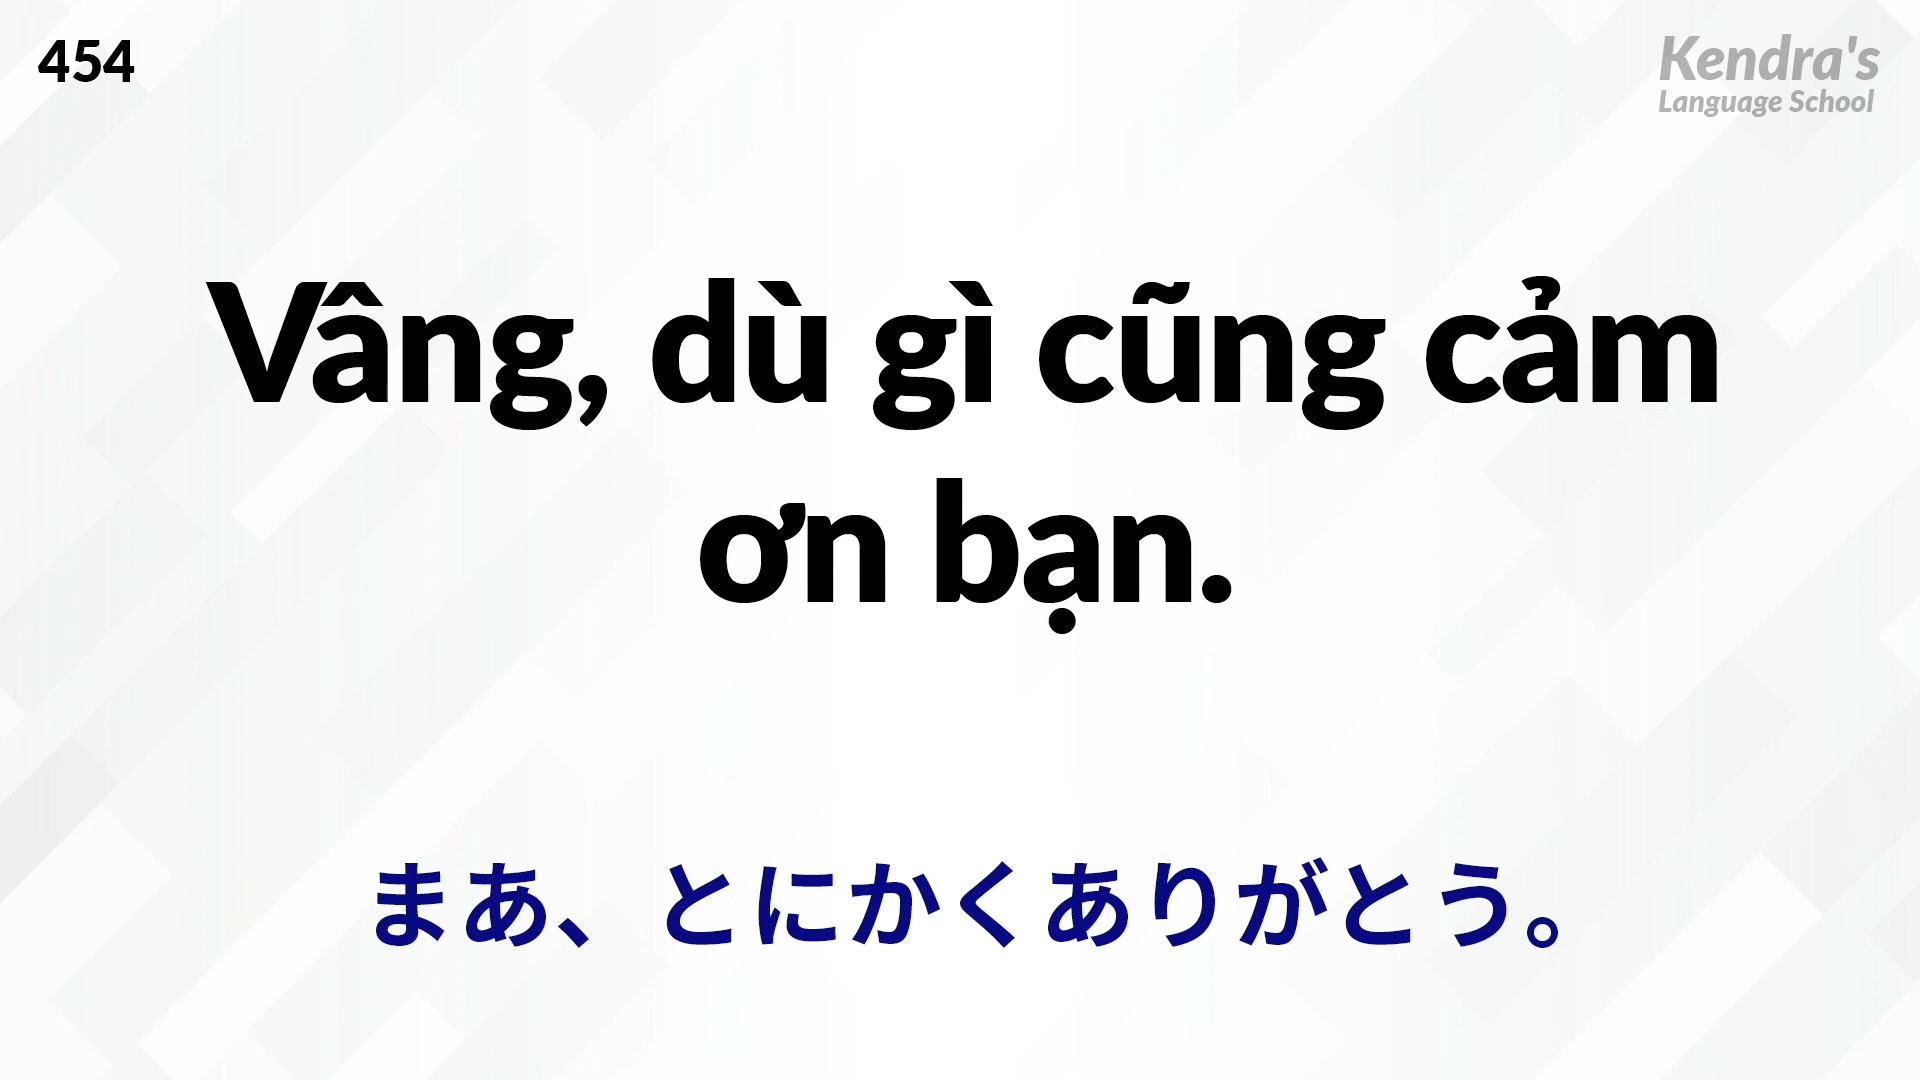 454
Kendra's
Language School
Vâng, dù gì cũng cảm
ơn bạn.
まあ、とにかくありがとう。